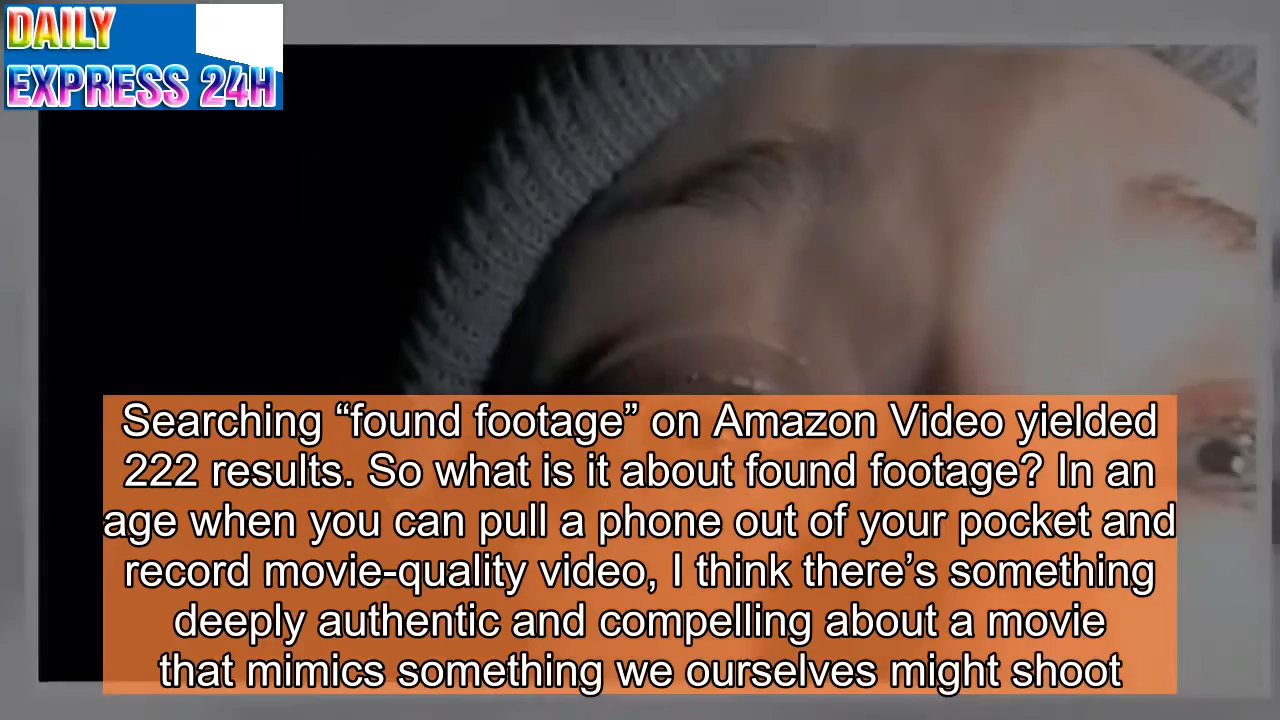 DAILY
EXPRESS 24H
Searching “found footage” on Amazon Video yielded
222 results. So what is it about found footage? In an
age when you can pull a phone out of your pocket and
record movie-quality video, I think there’s something
deeply authentic and compelling about a movie
that mimics something we ourselves might shoot